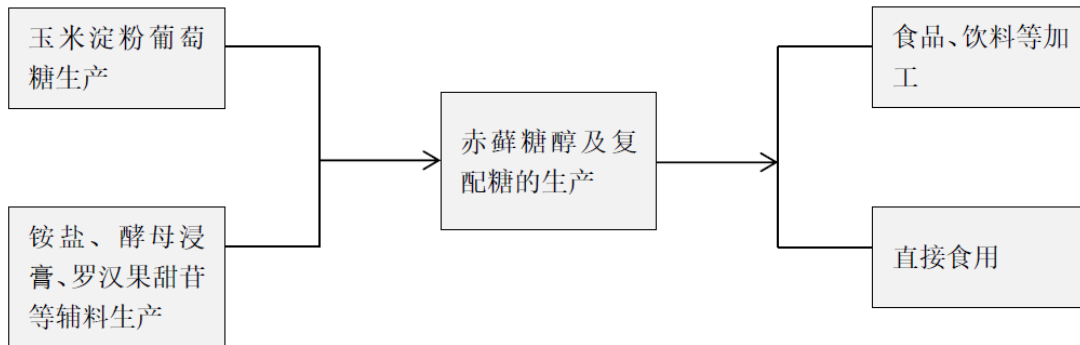 玉米淀粉葡萄
糖生产
铵盐、酵母浸
膏、罗汉果甜苷
等辅料生产
赤藓糖醇及复
配糖的生产
食品、饮料等加
工
直接食用